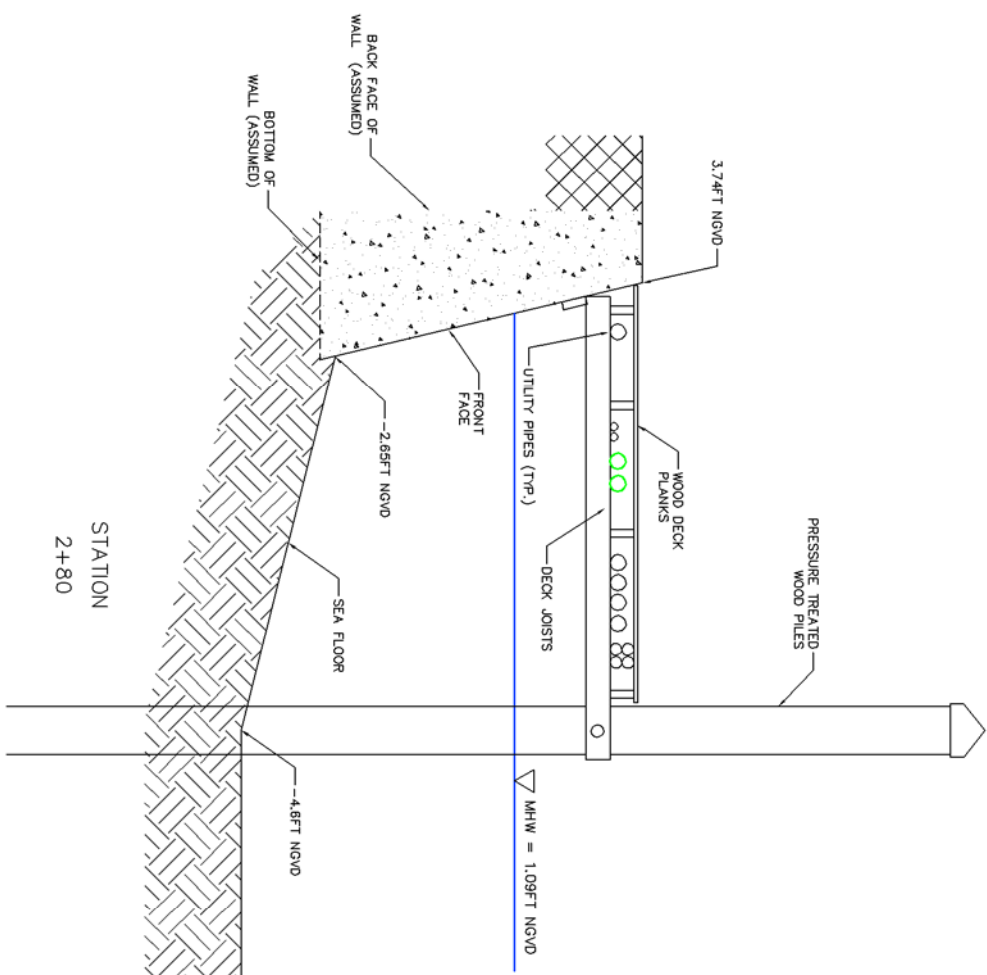 PRESSURE TREATED
WOOD PILES
3.74FT NGVD
WOOD DECK
PLANKS
BACK FACE OF
WALL (ASSUMED)
BOTTOM OF
WALL (ASSUMED)
UTILITY PIPES (TYP.)
DECK JOISTS
FRONT
FACE
MHW = 1.09FT NGVD
-2.65FT NGVD
SEA FLOOR
-4.6FT NGVD
STATION
2+80